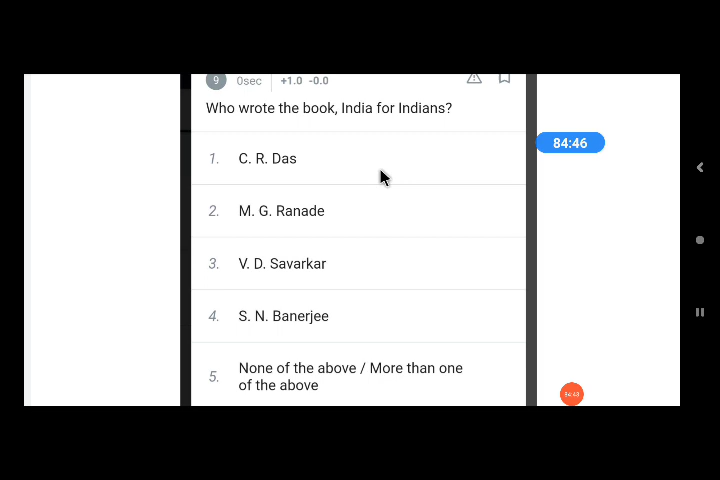 9 0sec +1.0 -0.0
Who wrote the book, India for Indians?
1. C. R. Das
84:46
2. M. G. Ranade
3. V. D. Savarkar
4. S. N. Banerjee
5. None of the above / More than one
of the above